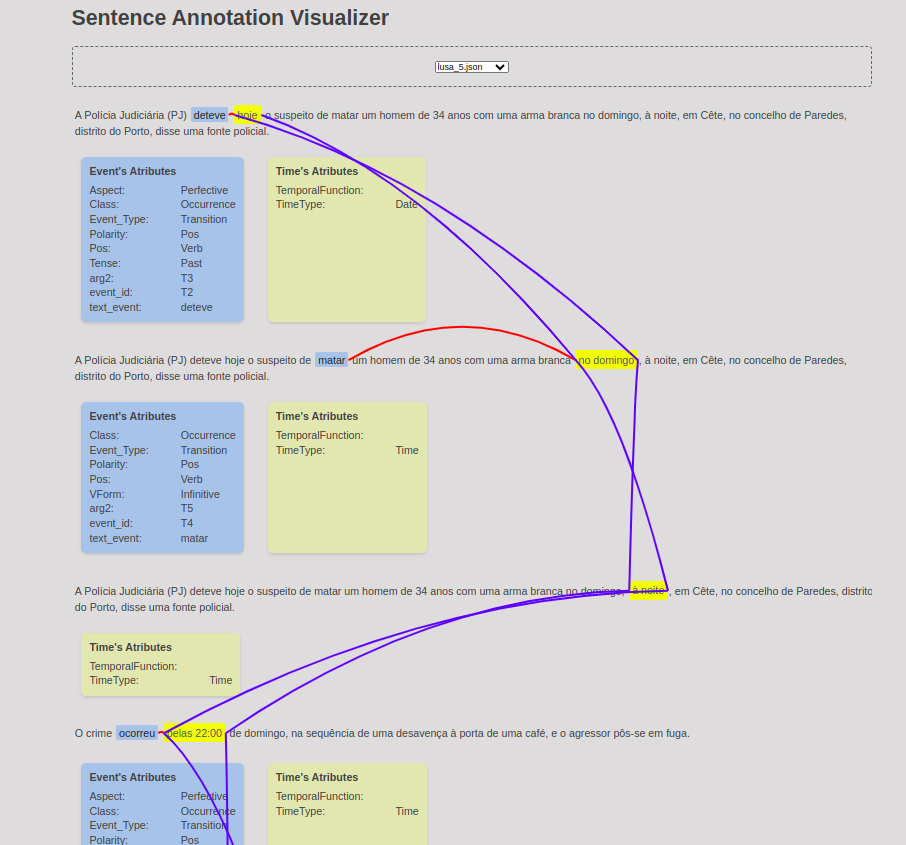 Sentence Annotation Visualizer
lusa_5.json
A Polícia Judiciária (PJ) deteve hoje o suspeito de matar um homem de 34 anos com uma arma branca no domingo, à noite, em Cête, no concelho de Paredes,
distrito do Porto, disse uma fonte policial.
Event's Atributes
Aspect: Perfective
Class: Occurrence
Event_Type: Transition
Polarity: Pos
Pos: Verb
Tense: Past
arg2: T3
event_id: T2
text_event: deteve
Time's Atributes
TemporalFunction:
TimeType: Date
A Polícia Judiciária (PJ) deteve hoje o suspeito de matar um homem de 34 anos com uma arma branca no domingo, à noite, em Cête, no concelho de Paredes,
distrito do Porto, disse uma fonte policial.
Event's Atributes
Class: Occurrence
Event_Type: Transition
Polarity: Pos
Pos: Verb
VForm: Infinitive
arg2: T5
event_id: T4
text_event: matar
Time's Atributes
TemporalFunction:
TimeType: Time
A Polícia Judiciária (PJ) deteve hoje o suspeito de matar um homem de 34 anos com uma arma branca no domingo, à noite, em Cête, no concelho de Paredes, distrito
do Porto, disse uma fonte policial.
Time's Atributes
TemporalFunction:
TimeType: Time
O crime ocorreu pelas 22:00 de domingo, na sequência de uma desavença à porta de uma café, e o agressor pôs-se em fuga.
Event's Atributes
Aspect: Perfective
Class: Occurrence
Event_Type: Transition
Polarity: Pos
Time's Atributes
TemporalFunction:
TimeType: Time